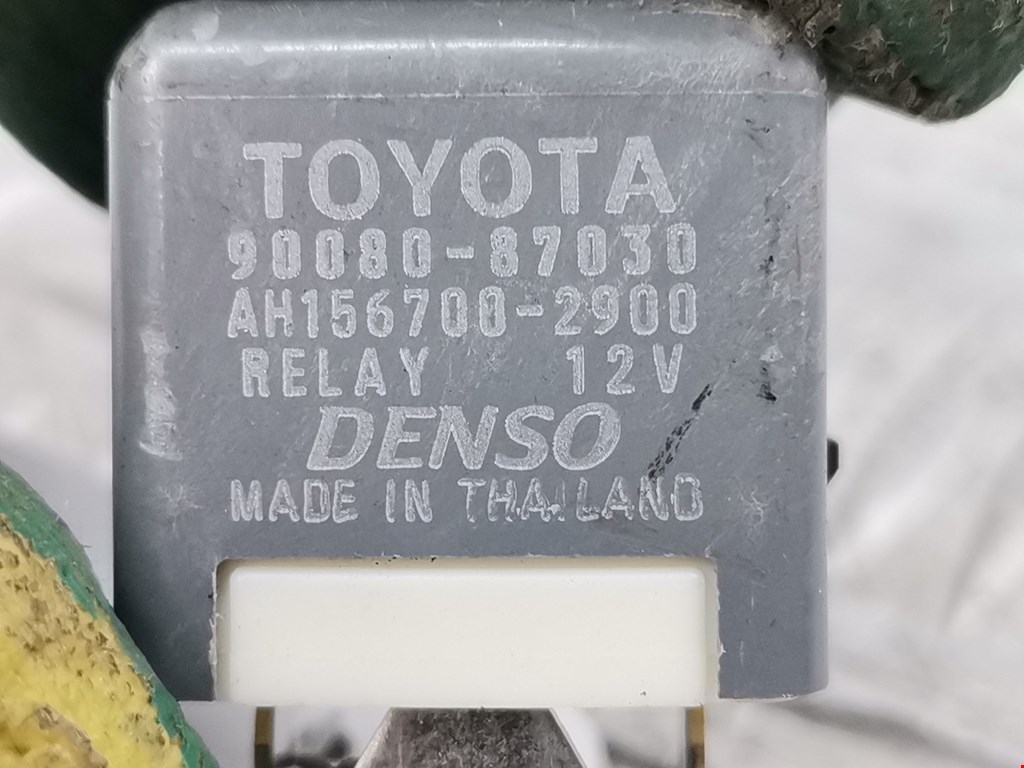 TOYOTA
90080-87030
AH156700-2900
RELAY 12V
DENSO
MADE IN THAILAND